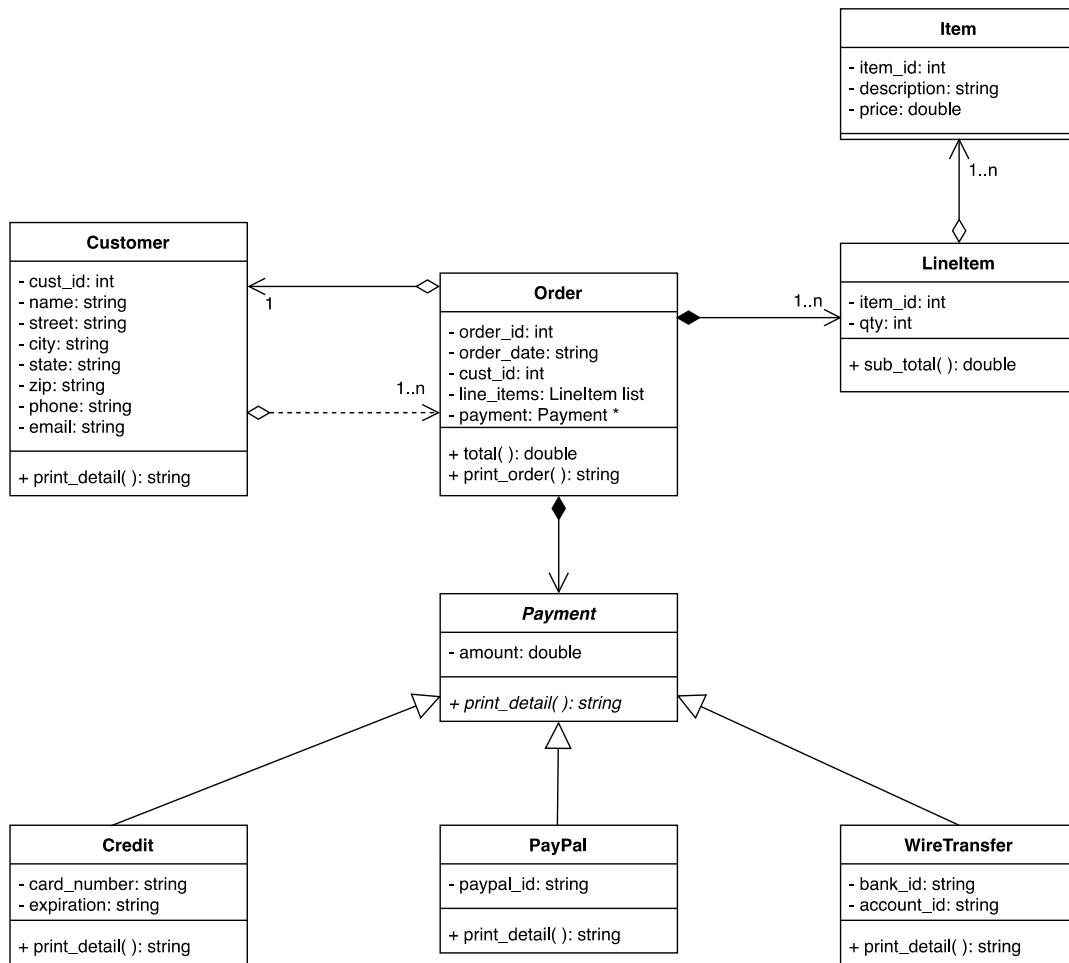 Item
- item_id: int
- description: string
- price: double
1..n
Customer
- cust_id: int
- name: string
- street: string
- city: string
- state: string
- zip: string
- phone: string
- email: string
+ print_detail( ): string
1
1..n
Order
- order_id: int
- order_date: string
- cust_id: int
- line_items: LineItem list
- payment: Payment *
+ total( ): double
+ print_order( ): string
1..n
LineItem
- item_id: int
- qty: int
+ sub_total( ): double
Payment
- amount: double
+ print_detail( ): string
Credit
- card_number: string
- expiration: string
+ print_detail( ): string
PayPal
- paypal_id: string
+ print_detail( ): string
WireTransfer
- bank_id: string
- account_id: string
+ print_detail( ): string